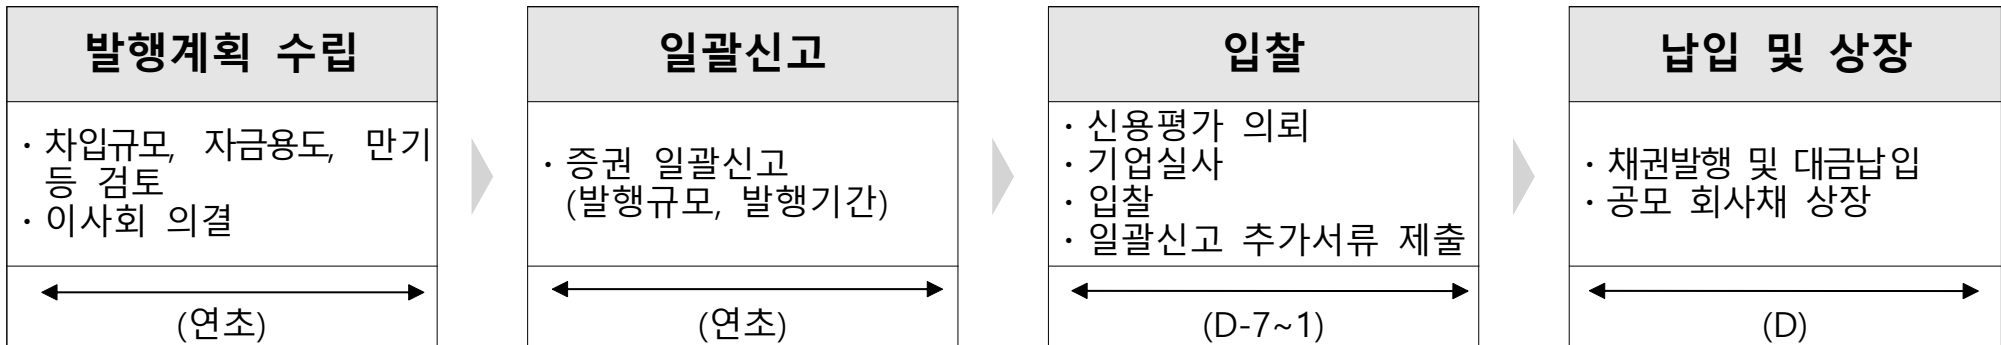 발행계획 수립
· 차입규모, 자금용도, 만기
등 검토
· 이사회 의결
(연초)
일괄신고
· 증권 일괄신고
(발행규모, 발행기간)
(연초)
입찰
· 신용평가 의뢰
· 기업실사
· 입찰
· 일괄신고 추가서류 제출
(D-7~1)
납입 및 상장
· 채권발행 및 대금납입
· 공모 회사채 상장
(D)